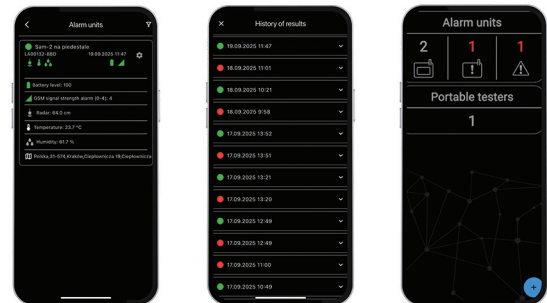 Alarm units
Sam-2 na piedestale
LA00132-BBD 19.09.2025 11:47
Battery level: 100
GSM signal strength alarm (0-4): 4
Radar: 64.0 cm
Temperature: 23.7 °C
Humidity: 61.7 %
Polska,31-574,Kraków,Ciepłownicza 19,Ciepłownicza
History of results
19.09.2025 11:47
18.09.2025 11:01
18.09.2025 10:21
18.09.2025 9:58
17.09.2025 13:52
17.09.2025 13:51
17.09.2025 13:21
17.09.2025 13:20
17.09.2025 12:49
17.09.2025 12:49
17.09.2025 11:00
17.09.2025 10:49
Alarm units
2 1 1
Portable testers
1